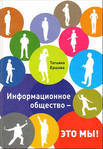 Татьяна
Ершова
Информационное
общество –
это мы!